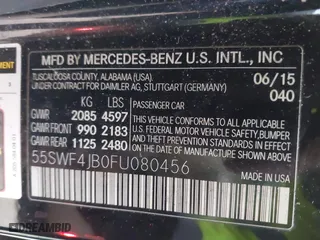 MFD BY MERCEDES-BENZ U.S. INTL., INC
TUSCALOOSA COUNTY, ALABAMA (USA).
UNDER CONTRACT FOR DAIMLER AG, STUTTGART (GERMANY)
06/15
040
KG LBS
PASSENGER CAR
GVWR 2085 4597
GAWR FRONT 990 2183
GAWR REAR 1125 2480
THIS VEHICLE CONFORMS TO ALL APPLICABLE
FEDERAL MOTOR VEHICLE SAFETY, BUMPER,
AND THEFT PREVENTION STANDARDS IN EFFECT
ON THE DATE OF MANUFACTURE SHOWN ABOVE.
55SWF4JB0FU080456
DREAMBID